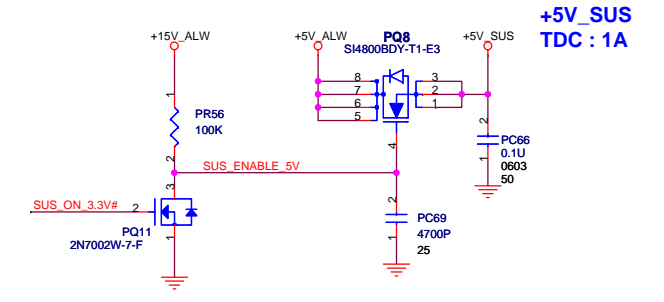 +5V_SUS
TDC : 1A
+15V_ALW
+5V_ALW
PQ8
SI4800BDY-T1-E3
+5V_SUS
8
7
6
5
3
2
1
4
1
PR56
100K
2
2
PC66
0.1U
0603
50
1
SUS_ENABLE_5V
3
SUS_ON_3.3V#
2
PQ11
2N7002W-7-F
1
2
PC69
4700P
25
1